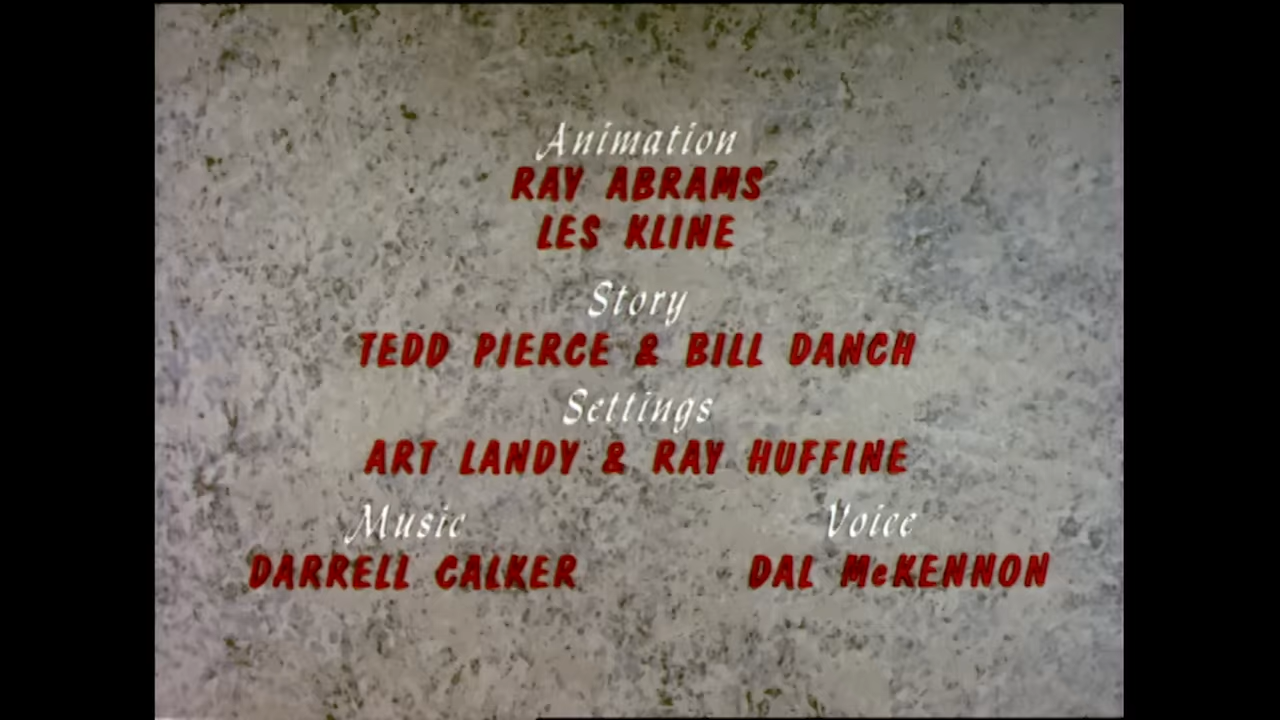 Animation
RAY ABRAMS
LES KLINE
Story
TEDD PIERCE & BILL DANCH
Settings
ART LANDY & RAY HUFFINE
Music Voice
DARRELL CALKER DAL McKENNON